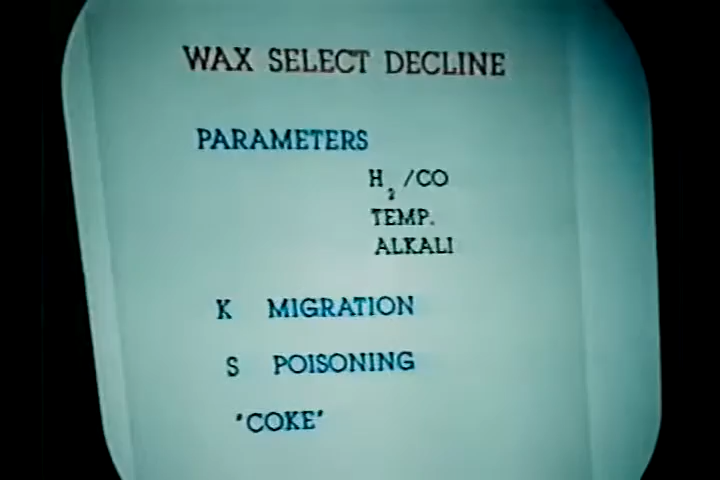 WAX SELECT DECLINE
PARAMETERS
H₂/CO
TEMP.
ALKALI
K MIGRATION
S POISONING
'COKE'